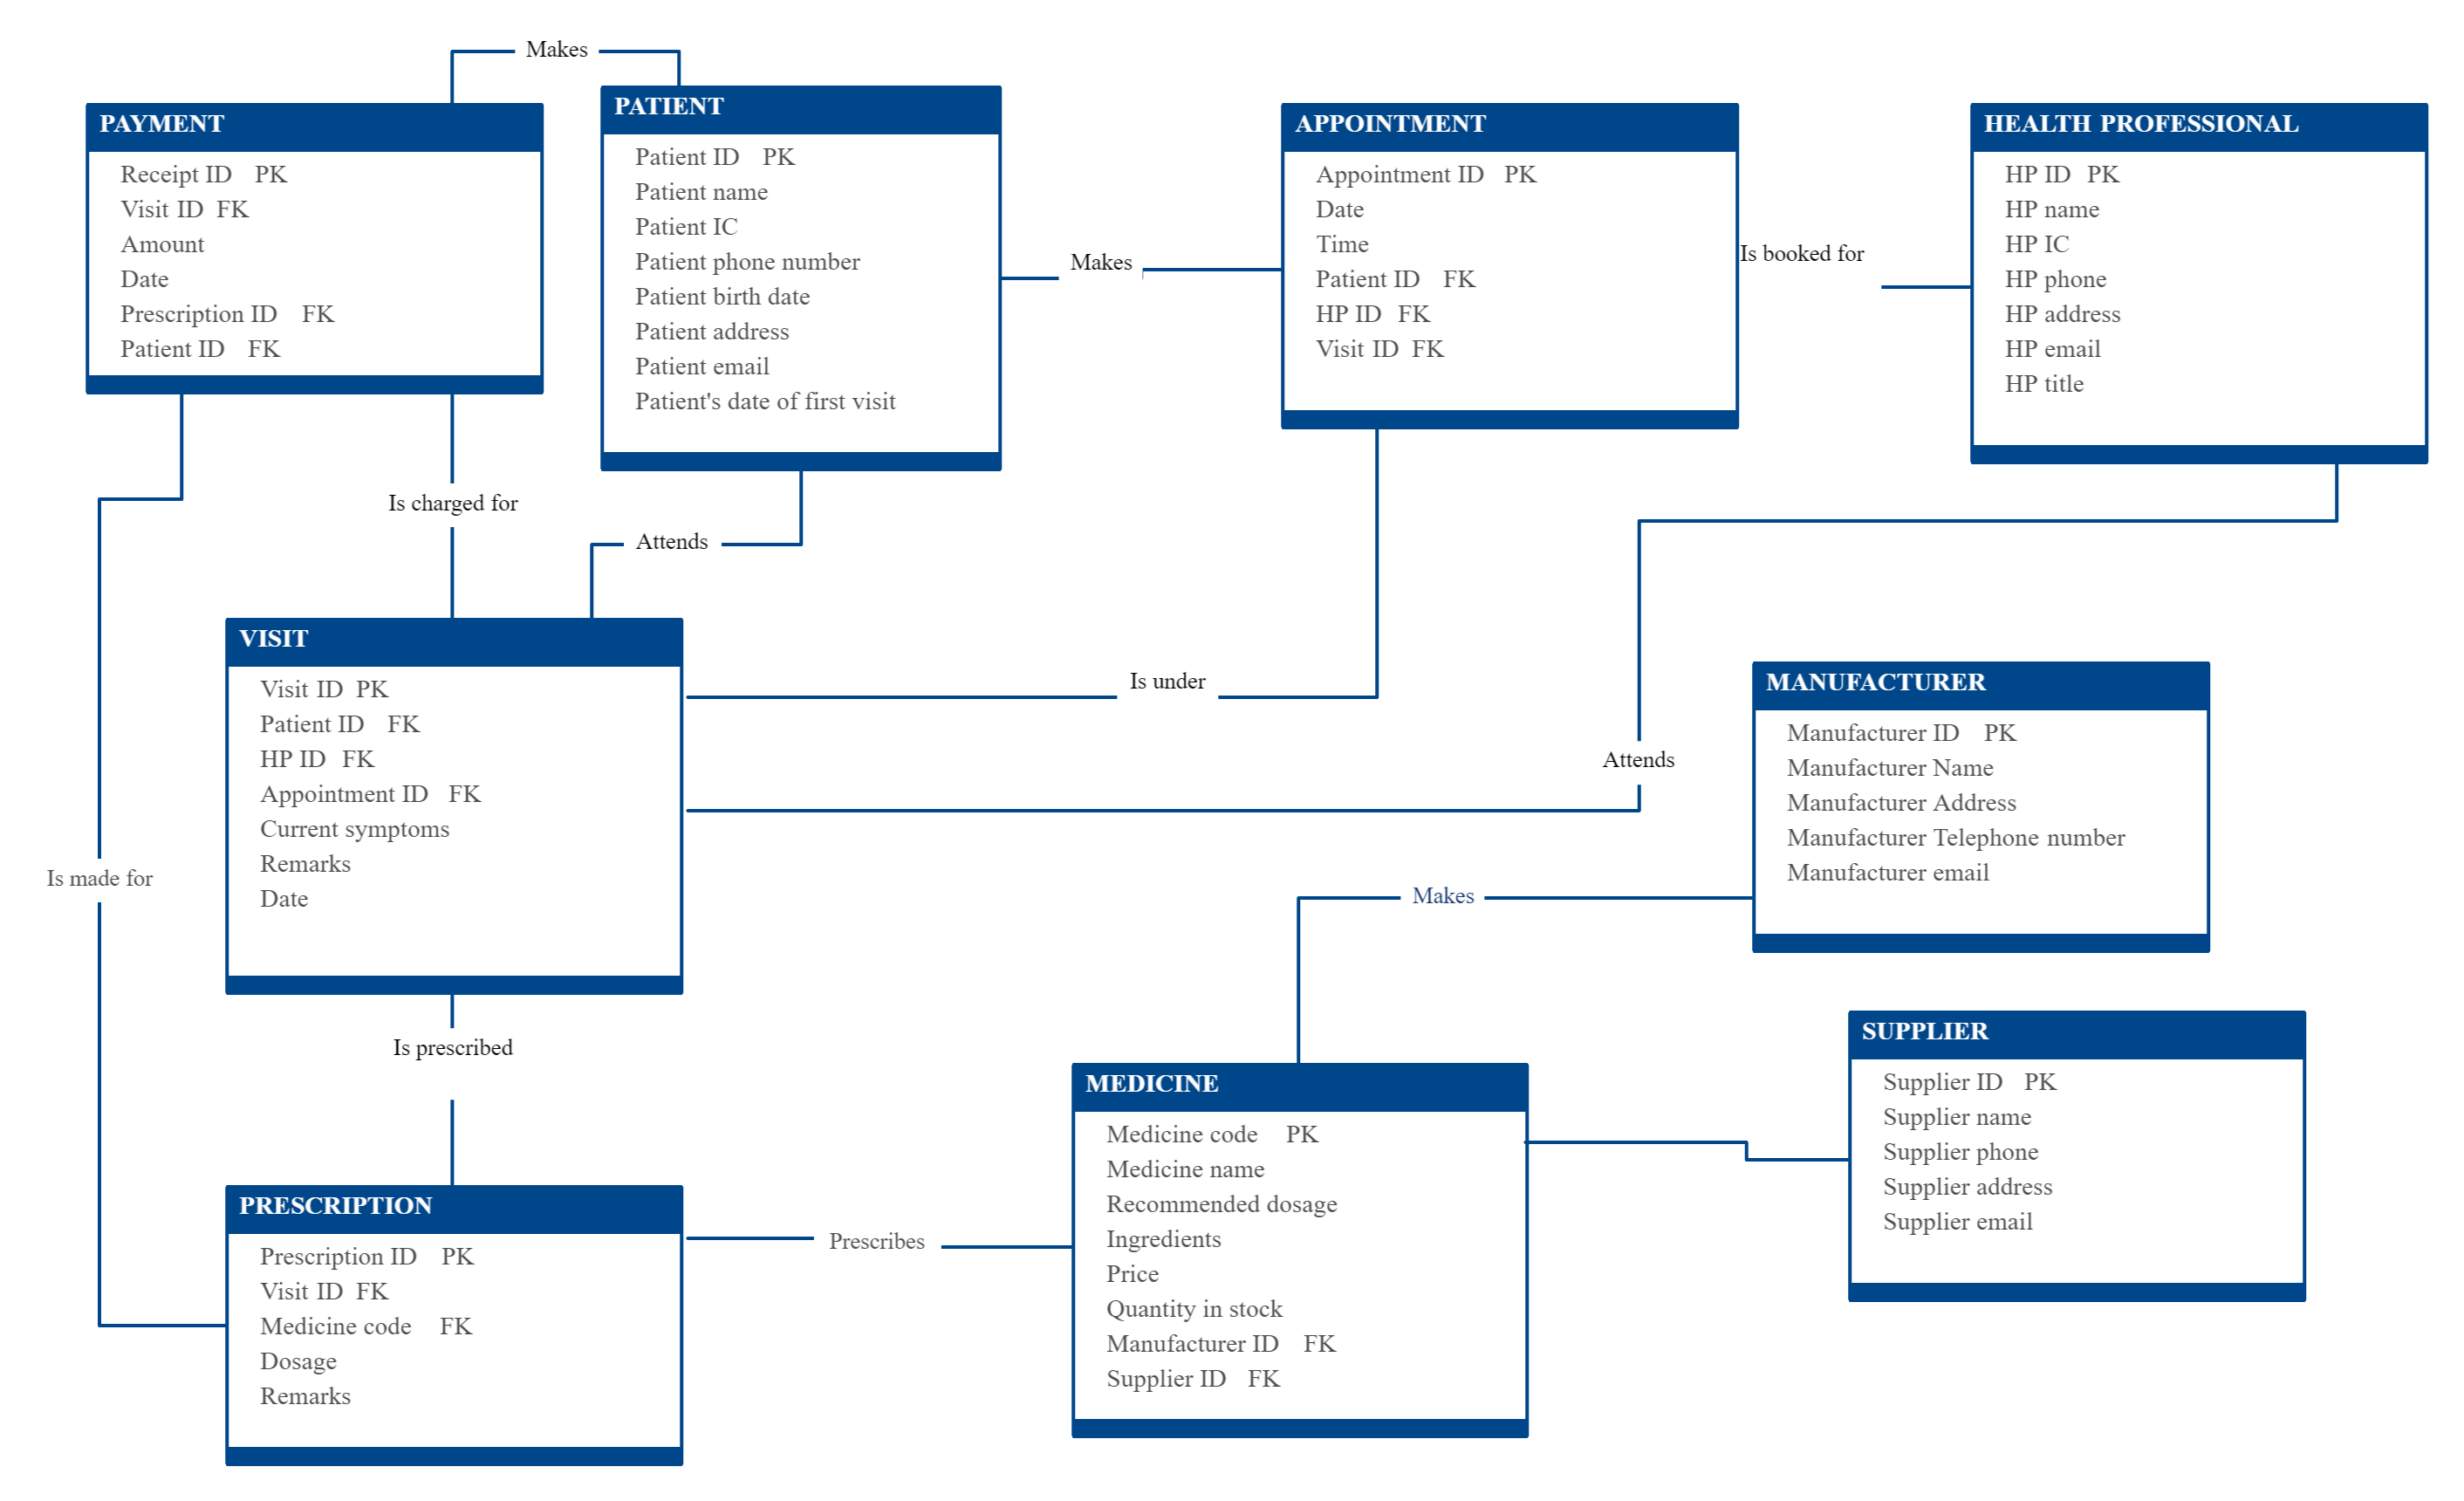 Makes
PAYMENT
Receipt ID PK
Visit ID FK
Amount
Date
Prescription ID FK
Patient ID FK
PATIENT
Patient ID PK
Patient name
Patient IC
Patient phone number
Patient birth date
Patient address
Patient email
Patient's date of first visit
Makes
APPOINTMENT
Appointment ID PK
Date
Time
Patient ID FK
HP ID FK
Visit ID FK
Is booked for
HEALTH PROFESSIONAL
HP ID PK
HP name
HP IC
HP phone
HP address
HP email
HP title
Is charged for
Attends
VISIT
Visit ID PK
Patient ID FK
HP ID FK
Appointment ID FK
Current symptoms
Remarks
Date
Is under
Attends
MANUFACTURER
Manufacturer ID PK
Manufacturer Name
Manufacturer Address
Manufacturer Telephone number
Manufacturer email
Is made for
Makes
Is prescribed
SUPPLIER
Supplier ID PK
Supplier name
Supplier phone
Supplier address
Supplier email
MEDICINE
Medicine code PK
Medicine name
Recommended dosage
Ingredients
Price
Quantity in stock
Manufacturer ID FK
Supplier ID FK
Prescribes
PRESCRIPTION
Prescription ID PK
Visit ID FK
Medicine code FK
Dosage
Remarks